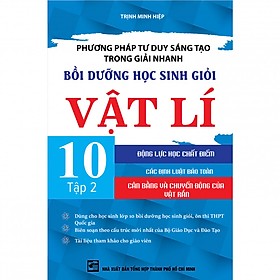 TRỊNH MINH HIỆP
PHƯƠNG PHÁP TƯ DUY SÁNG TẠO
TRONG GIẢI NHANH
BỒI DƯỠNG HỌC SINH GIỎI
VẬT LÍ
10
Tập 2
ĐỘNG LỰC HỌC CHẤT ĐIỂM
CÁC ĐỊNH LUẬT BẢO TOÀN
CÂN BẰNG VÀ CHUYỂN ĐỘNG CỦA
VẬT RẮN
Dùng cho học sinh lớp 10 bồi dưỡng học sinh giỏi, ôn thi THPT
Quốc gia
Biên soạn theo cấu trúc mới nhất của Bộ Giáo Dục và Đào Tạo
Tài liệu tham khảo cho giáo viên
NHÀ XUẤT BẢN TỔNG HỢP THÀNH PHỐ HỒ CHÍ MINH